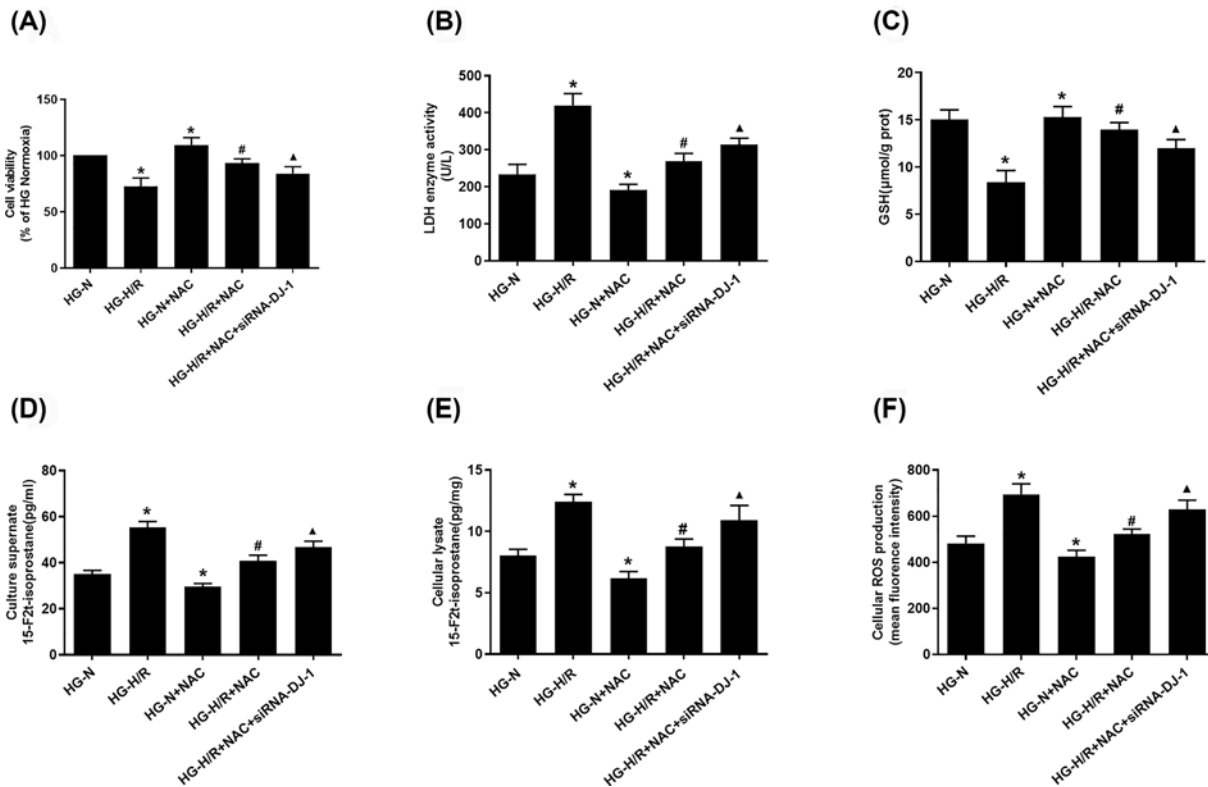 (A)
Cell viability
(% of HG Normoxia)
150
100
50
0
*
*
#
▲
HG-N
HG-H/R
HG-N+NAC
HG-H/R+NAC
HG-H/R+NAC+siRNA-DJ-1
(B)
LDH enzyme activity
(U/L)
500
400
300
200
100
0
*
*
#
▲
HG-N
HG-H/R
HG-N+NAC
HG-H/R+NAC
HG-H/R+NAC+siRNA-DJ-1
(C)
GSH(μmol/g prot)
20
15
10
5
0
*
*
#
▲
HG-N
HG-H/R
HG-N+NAC
HG-H/R-NAC
HG-H/R+NAC+siRNA-DJ-1
(D)
Culture supernate
15-F2t-isoprostane(pg/ml)
80
60
40
20
0
*
*
#
▲
HG-N
HG-H/R
HG-N+NAC
HG-H/R+NAC
HG-H/R+NAC+siRNA-DJ-1
(E)
Cellular lysate
15-F2t-isoprostane(pg/mg)
15
10
5
0
*
*
#
▲
HG-N
HG-H/R
HG-N+NAC
HG-H/R+NAC
HG-H/R+NAC+siRNA-DJ-1
(F)
Cellular ROS production
(mean fluorescence intensity)
800
600
400
200
0
*
*
#
▲
HG-N
HG-H/R
HG-N+NAC
HG-H/R+NAC
HG-H/R+NAC+siRNA-DJ-1